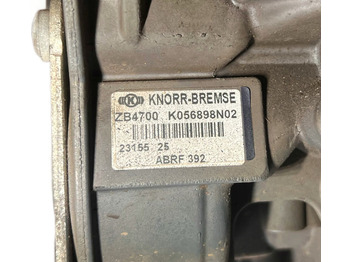 K KNORR-BREMSE
ZB4700 K056898N02
23155 25
ABRF 392